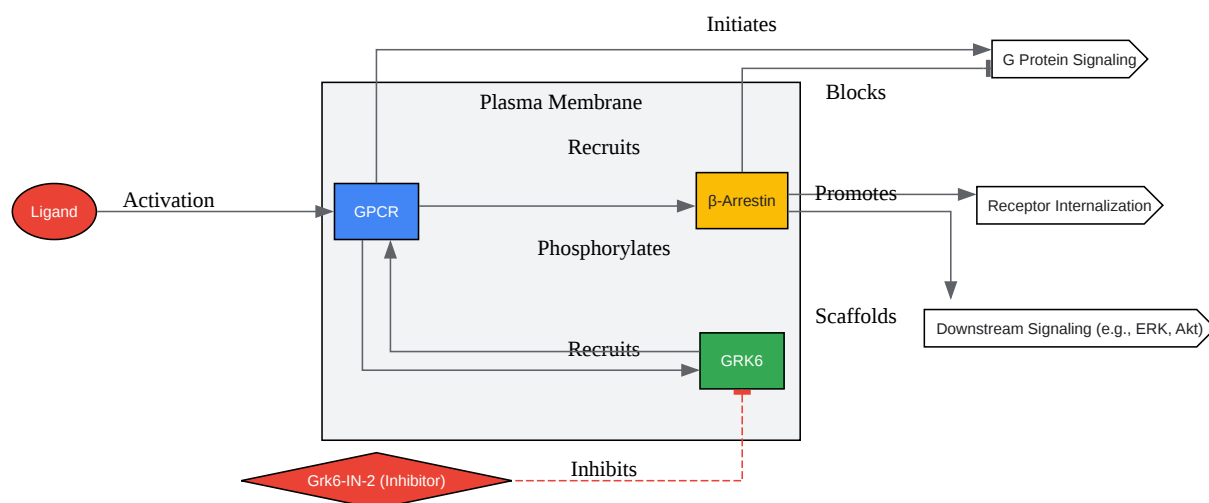 Initiates
G Protein Signaling
Blocks
Plasma Membrane
Recruits
Ligand
Activation
GPCR
β-Arrestin
Promotes
Receptor Internalization
Phosphorylates
Scaffolds
Downstream Signaling (e.g., ERK, Akt)
Recruits
GRK6
Grk6-IN-2 (Inhibitor)
Inhibits